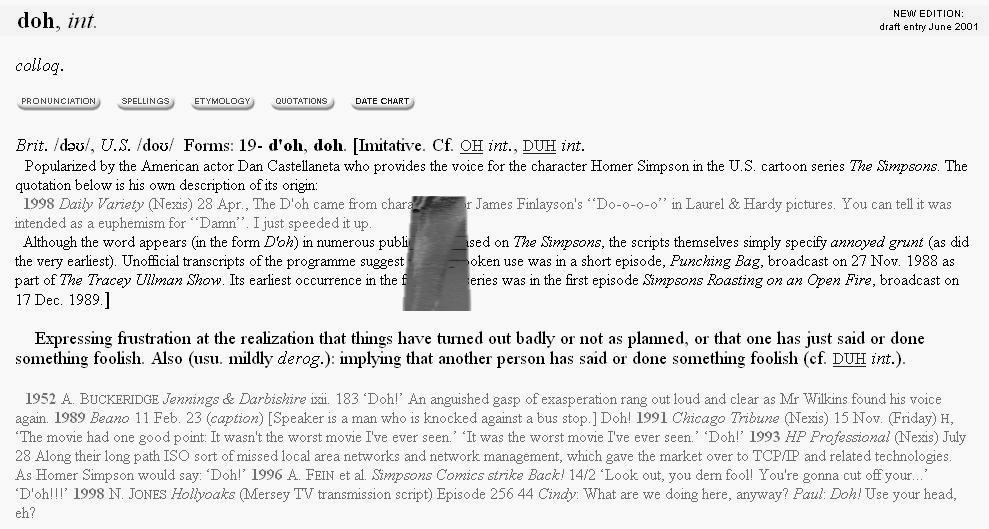 doh, int.
NEW EDITION:
draft entry June 2001
colloq.
PRONUNCIATION SPELLINGS ETYMOLOGY QUOTATIONS DATE CHART
Brit. /dəʊ/, U.S. /doʊ/ Forms: 19- d'oh, doh. [Imitative. Cf. OH int., DUH int.
Popularized by the American actor Dan Castellaneta who provides the voice for the character Homer Simpson in the U.S. cartoon series The Simpsons. The
quotation below is his own description of its origin:
1998 Daily Variety (Nexis) 28 Apr., The D'oh came from James Finlayson's “Do-o-o-o” in Laurel & Hardy pictures. You can tell it was
intended as a euphemism for “Damn”. I just speeded it up.
Although the word appears (in the form D'oh) in numerous on The Simpsons, the scripts themselves simply specify annoyed grunt (as did
the very earliest). Unofficial transcripts of the programme suggest use was in a short episode, Punching Bag, broadcast on 27 Nov. 1988 as
part of The Tracey Ullman Show. Its earliest occurrence in the series was in the first episode Simpsons Roasting on an Open Fire, broadcast on
17 Dec. 1989.]
Expressing frustration at the realization that things have turned out badly or not as planned, or that one has just said or done
something foolish. Also (usu. mildly derog.): implying that another person has said or done something foolish (cf. DUH int.).
1952 A. BUCKERIDGE Jennings & Darbishire ixii. 183 ‘Doh!’ An anguished gasp of exasperation rang out loud and clear as Mr Wilkins found his voice
again. 1989 Beano 11 Feb. 23 (caption) [Speaker is a man who is knocked against a bus stop.] Doh! 1991 Chicago Tribune (Nexis) 15 Nov. (Friday) H,
‘The movie had one good point: It wasn't the worst movie I've ever seen.’ ‘It was the worst movie I've ever seen.’ ‘Doh!’ 1993 HP Professional (Nexis) July
28 Along their long path ISO sort of missed local area networks and network management, which gave the market over to TCP/IP and related technologies.
As Homer Simpson would say: ‘Doh!’ 1996 A. FEIN et al. Simpsons Comics strike Back! 14/2 ‘Look out, you dern fool! You're gonna cut off your...’
‘D'oh!!!’ 1998 N. JONES Hollyoaks (Mersey TV transmission script) Episode 256 44 Cindy: What are we doing here, anyway? Paul: Doh! Use your head,
eh?